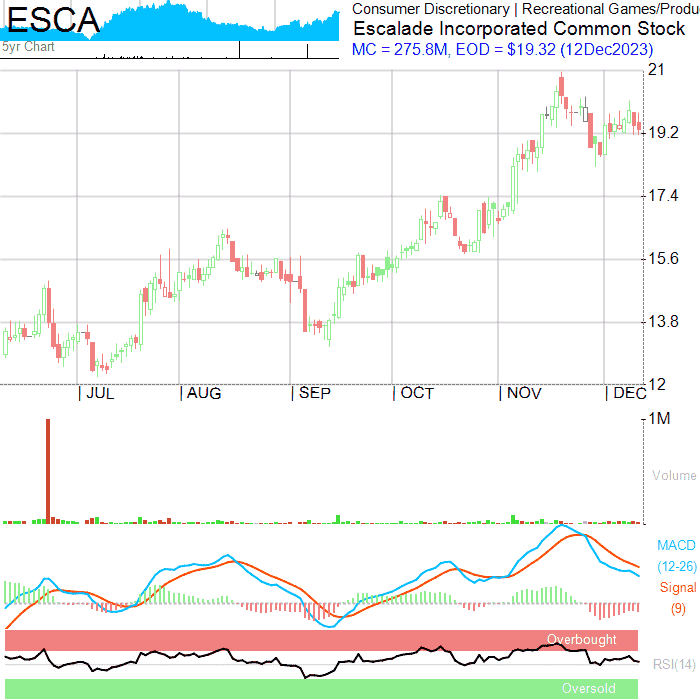 ESCA
5yr Chart
Consumer Discretionary | Recreational Games/Produ
Escalade Incorporated Common Stock
MC = 275.8M, EOD = $19.32 (12Dec2023)
21
19.2
17.4
15.6
13.8
12
| JUL | AUG | SEP | OCT | NOV | DEC
1M
Volume
MACD
(12-26)
Signal
(9)
Overbought
RSI(14)
Oversold